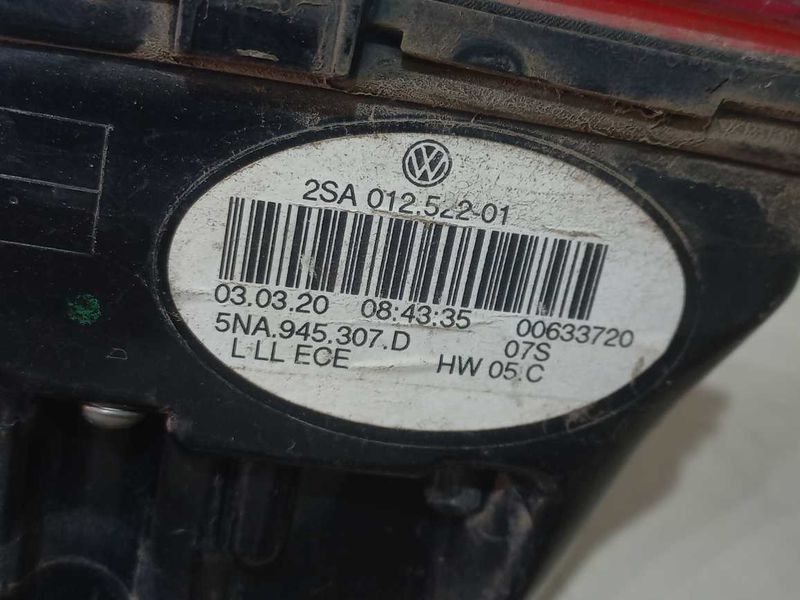 VW
2SA 012.522-01
03.03.20 08:43:35 00633720
5NA.945.307.D 07S
L LL ECE HW 05 C
D